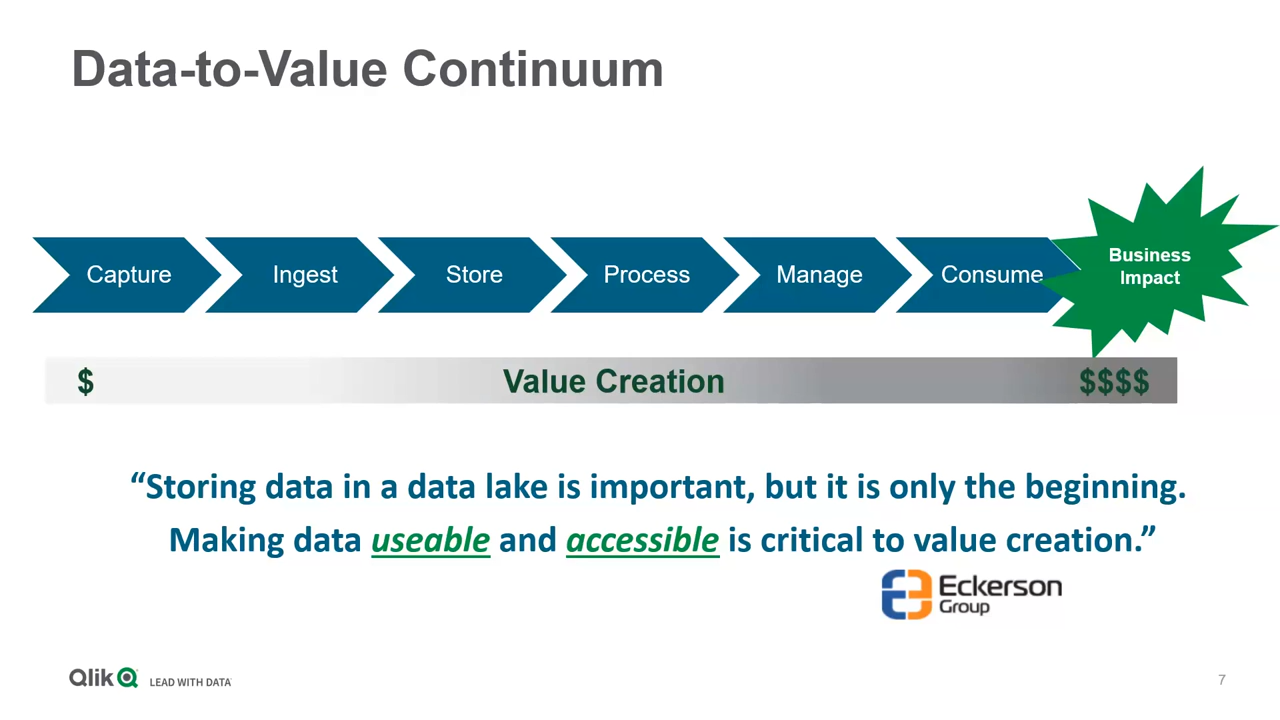 Data-to-Value Continuum
Capture
Ingest
Store
Process
Manage
Consume
Business
Impact
$
Value Creation
$$$$
“Storing data in a data lake is important, but it is only the beginning.
Making data useable and accessible is critical to value creation.”
Eckerson
Group
Qlik
LEAD WITH DATA
7